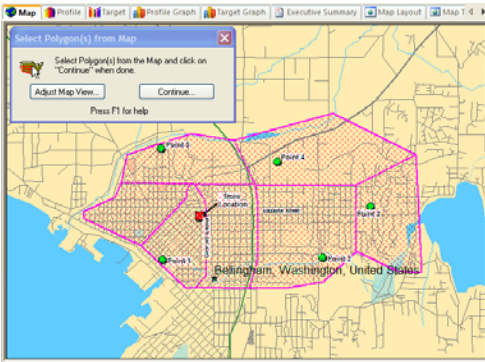 Map Profile Target Profile Graph Target Graph Executive Summary Map Layout Map T
Select Polygon(s) from Map
Select Polygon(s) from the Map and click on
"Continue" when done.
Adjust Map View... Continue...
Press F1 for help
Point 3
Point 4
Store
Location
Point 2
Point 1
Bellingham, Washington, United States